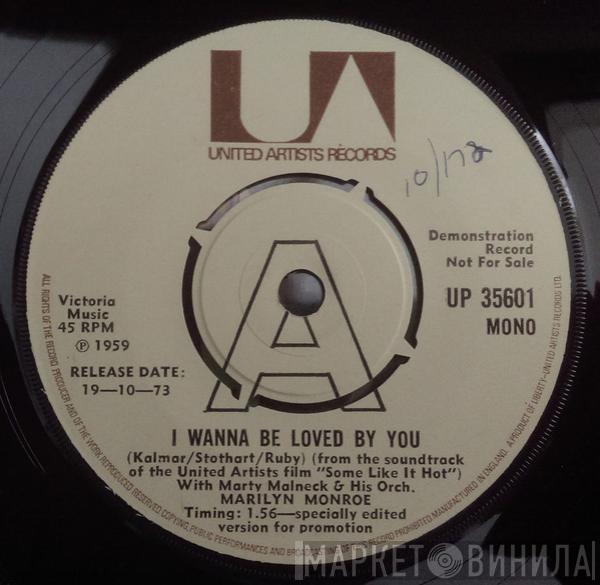 UA
UNITED ARTISTS RECORDS
Demonstration
Record
Not For Sale
UP 35601
MONO
Victoria
Music
45 RPM
℗ 1959
RELEASE DATE:
19—10—73
A
I WANNA BE LOVED BY YOU
(Kalmar/Stothart/Ruby) (from the soundtrack
of the United Artists film "Some Like It Hot")
With Marty Malneck & His Orch.
MARILYN MONROE
Timing: 1.56—specially edited
version for promotion
ALL RIGHTS OF THE RECORD PRODUCER AND OF THE WORK REPRODUCED RESERVED. COPYING, PUBLIC PERFORMANCES AND BROADCASTING OF THIS RECORD PROHIBITED. MANUFACTURED IN ENGLAND. A PRODUCT OF LIBERTY-UNITED ARTISTS RECORDS LTD.
МАРКЕТ ВИНИЛА